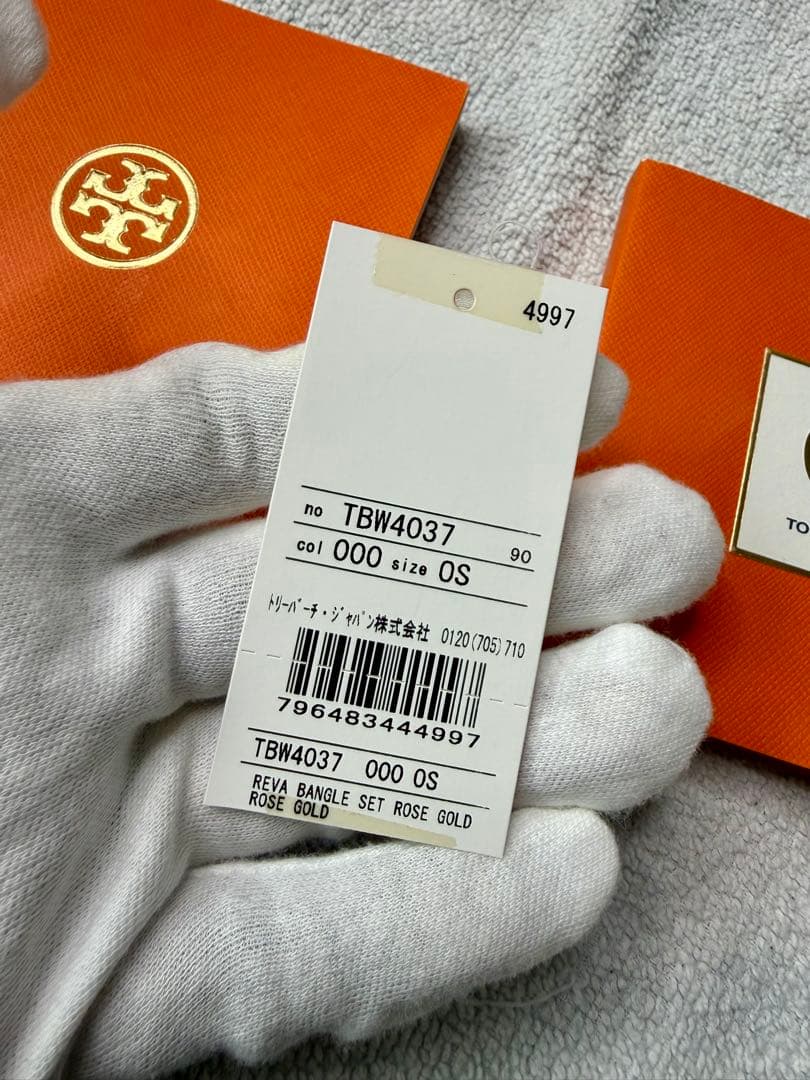 4997
no TBW4037 90
col 000 size OS
ﾄﾘｰﾊﾞｰﾁ・ｼﾞｬﾊﾟﾝ株式会社 0120(705)710
796483444997
TBW4037 000 OS
REVA BANGLE SET ROSE GOLD
ROSE GOLD
TO